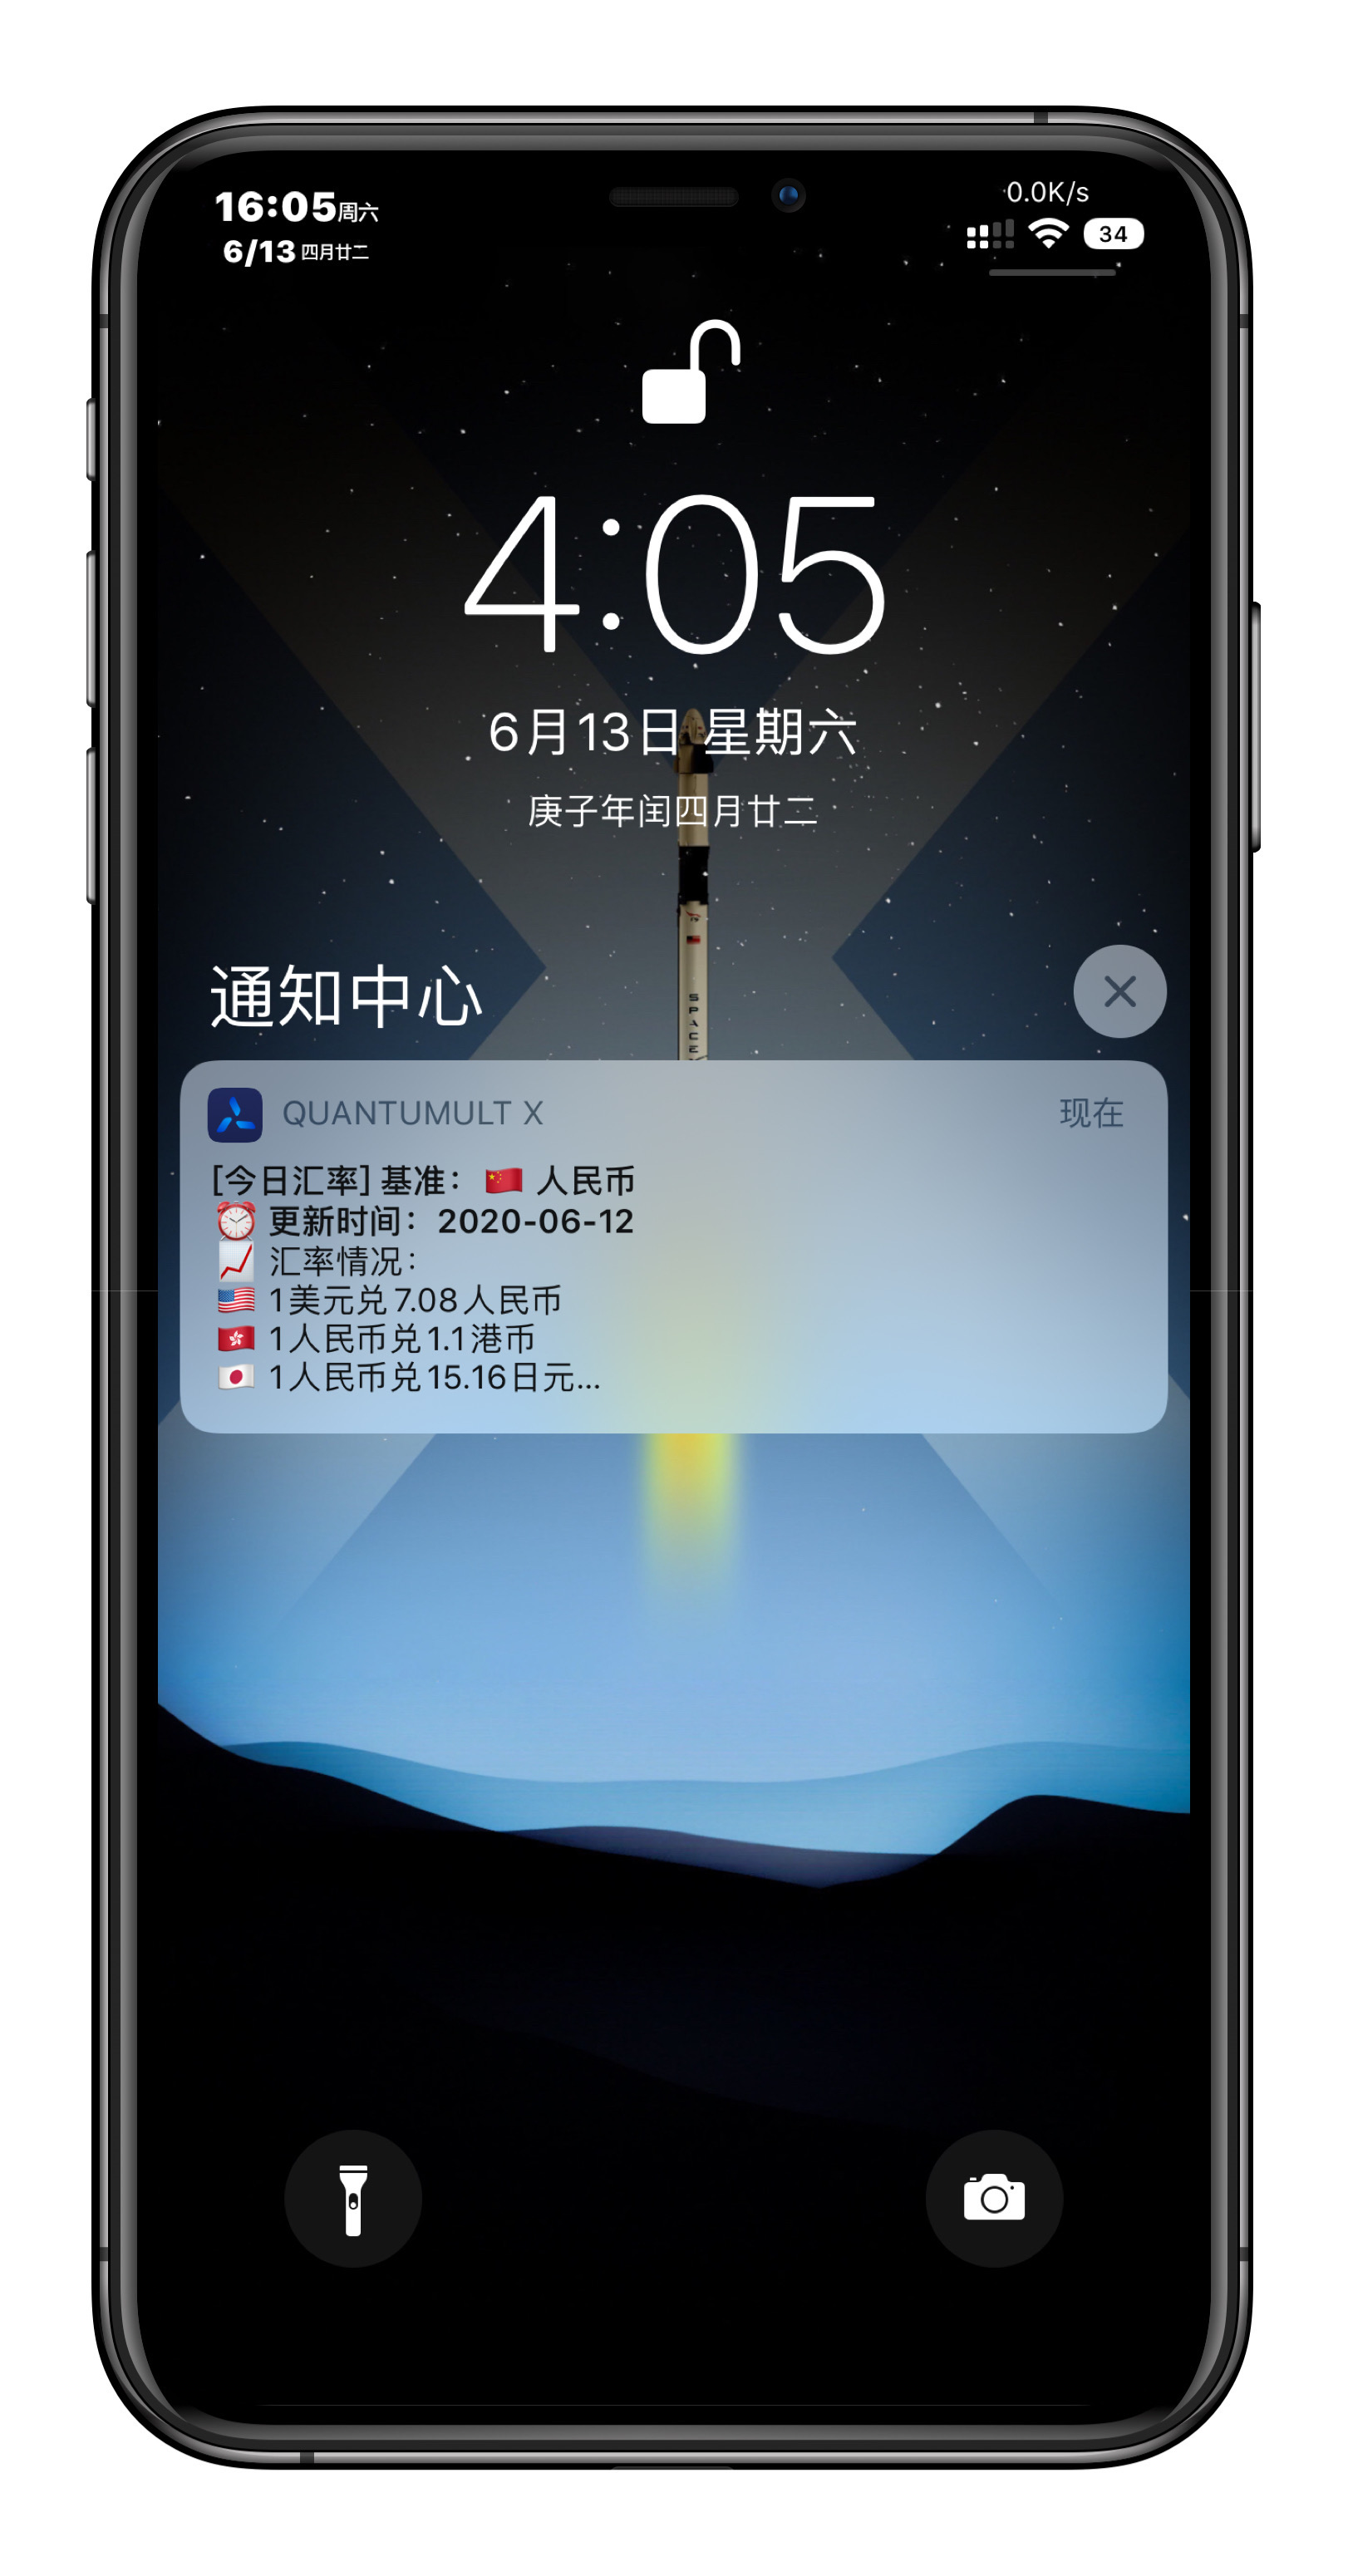 16:05周六
6/13 四月廿二
0.0K/s
34
4:05
6月13日 星期六
庚子年闰四月廿二
SPACE
通知中心
QUANTUMULT X
现在
[今日汇率] 基准：🇨🇳 人民币
⏰ 更新时间：2020-06-12
📈 汇率情况：
🇺🇸 1美元兑7.08人民币
🇭🇰 1人民币兑1.1港币
🇯🇵 1人民币兑15.16日元...